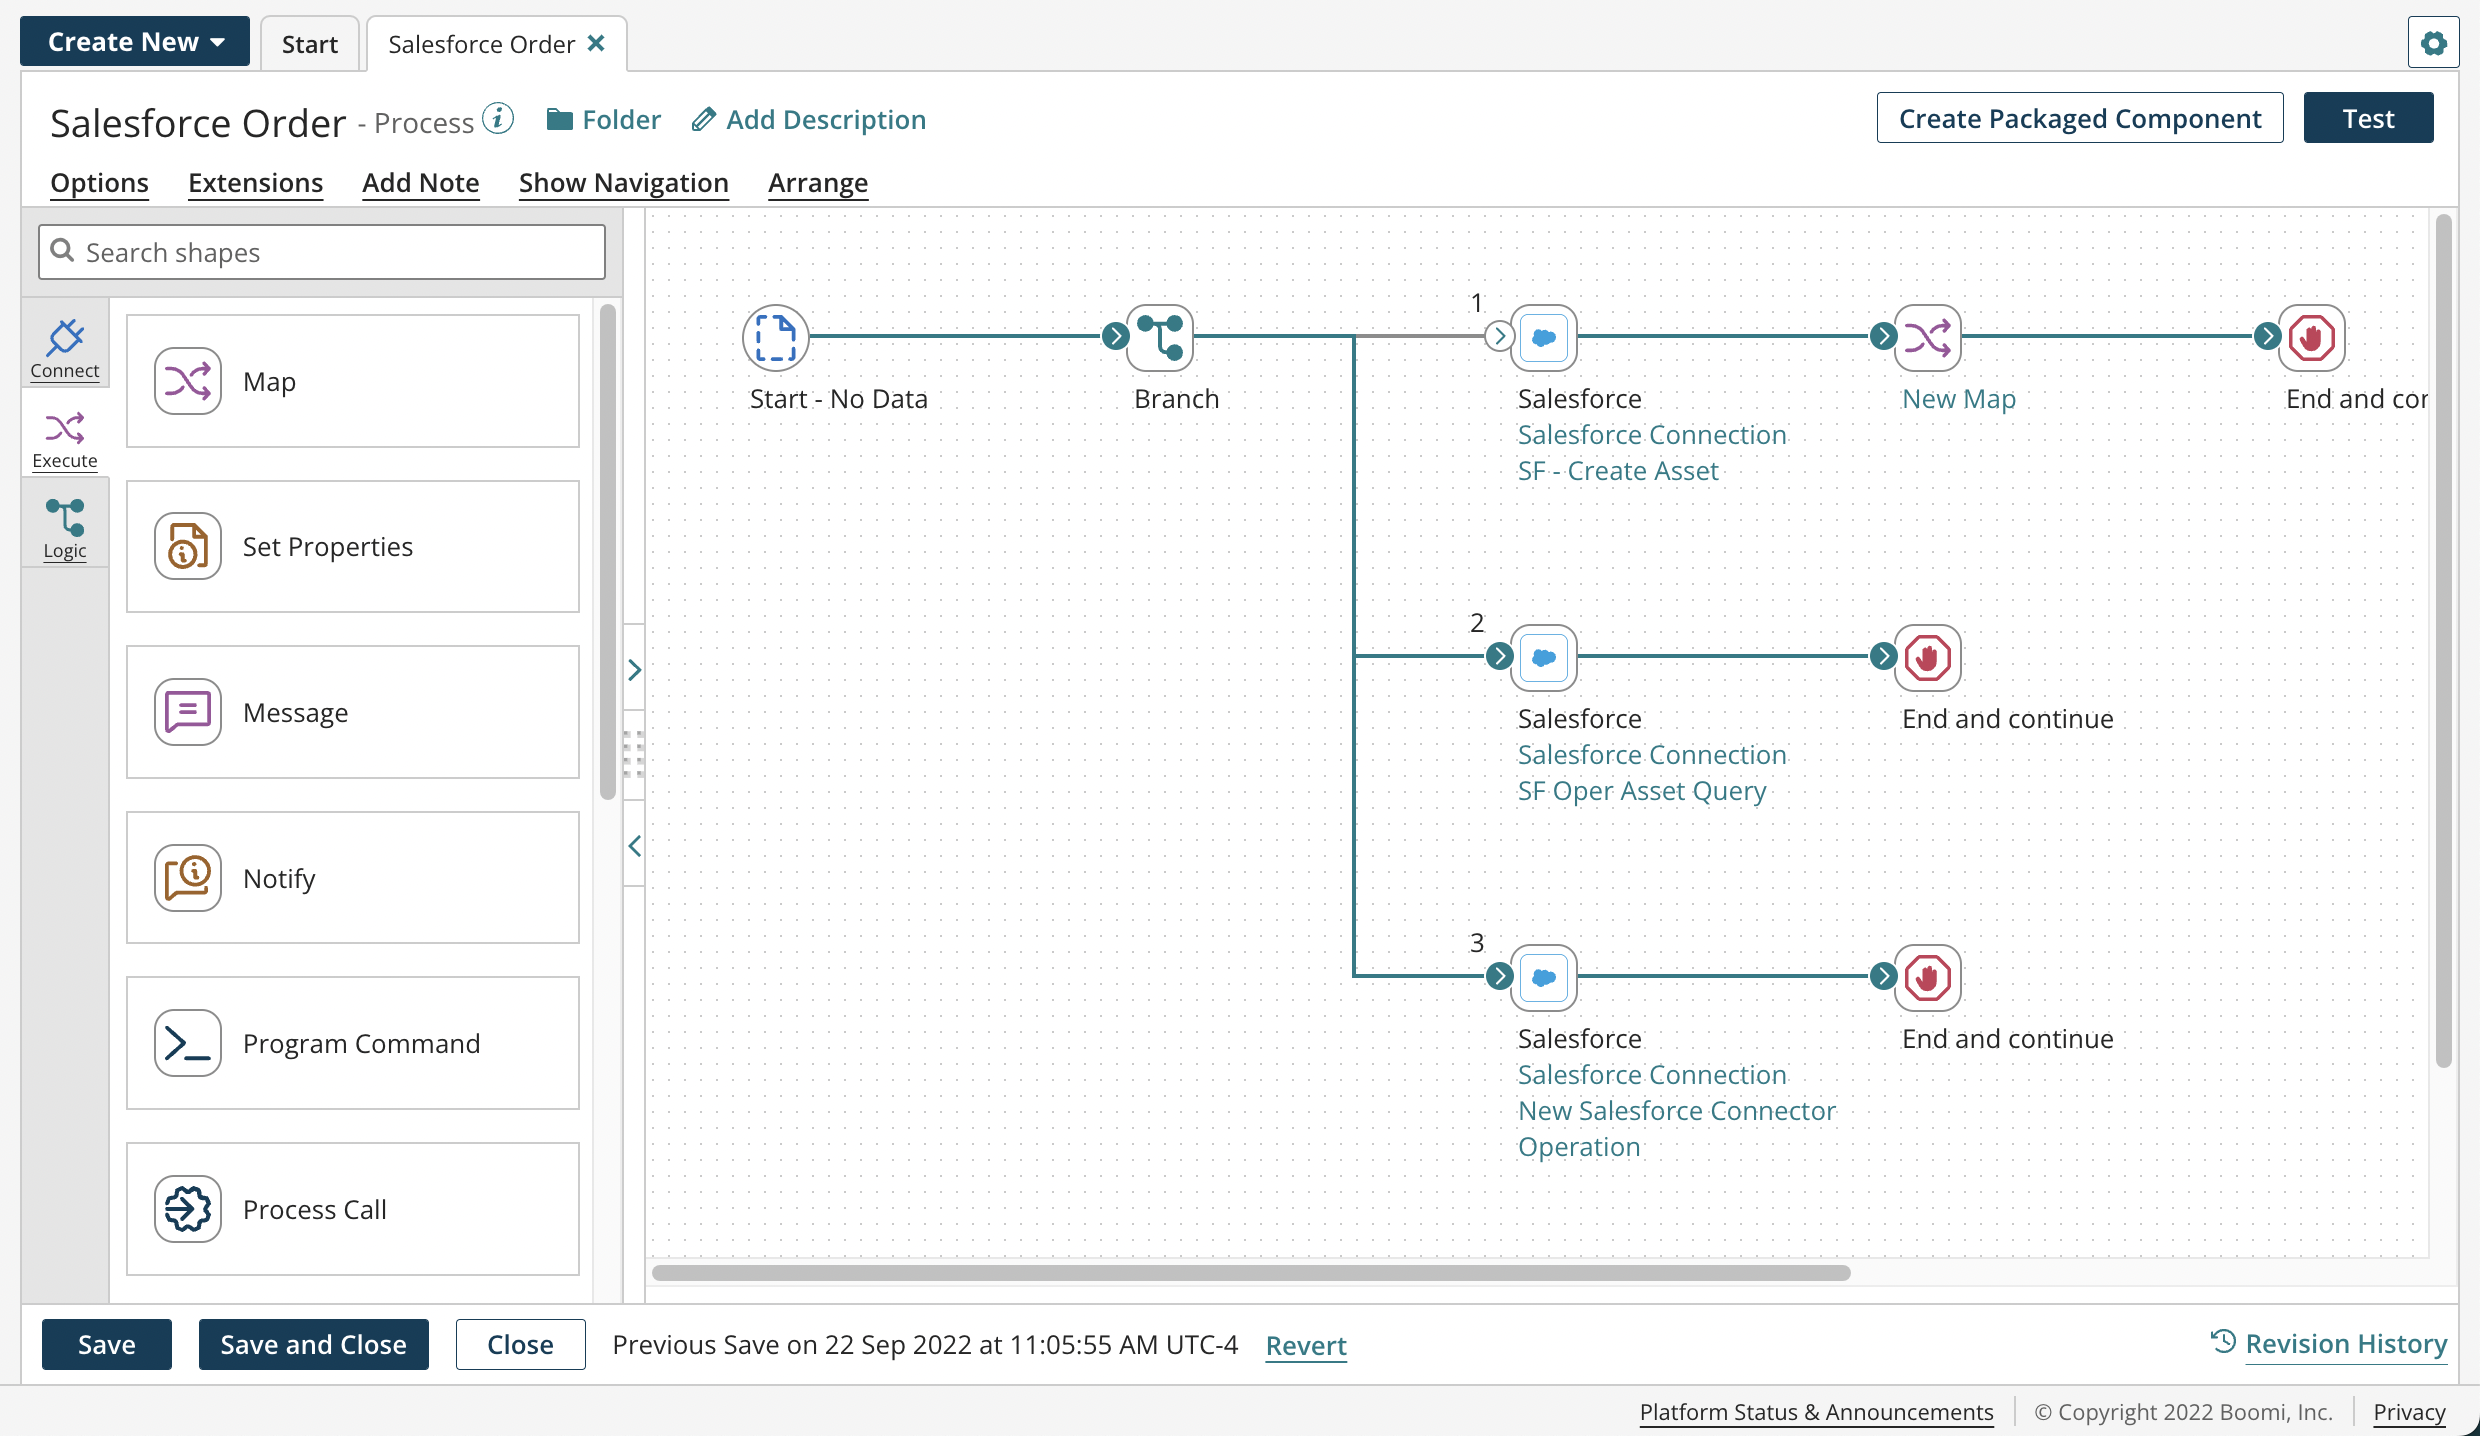 Create New
Start
Salesforce Order
Salesforce Order - Process
Folder
Add Description
Create Packaged Component
Test
Options
Extensions
Add Note
Show Navigation
Arrange
Search shapes
Connect
Execute
Logic
Map
Set Properties
Message
Notify
Program Command
Process Call
Start - No Data
Branch
1
Salesforce
Salesforce Connection
SF - Create Asset
New Map
End and cor
2
Salesforce
Salesforce Connection
SF Oper Asset Query
End and continue
3
Salesforce
Salesforce Connection
New Salesforce Connector
Operation
End and continue
Save
Save and Close
Close
Previous Save on 22 Sep 2022 at 11:05:55 AM UTC-4
Revert
Revision History
Platform Status & Announcements
© Copyright 2022 Boomi, Inc.
Privacy